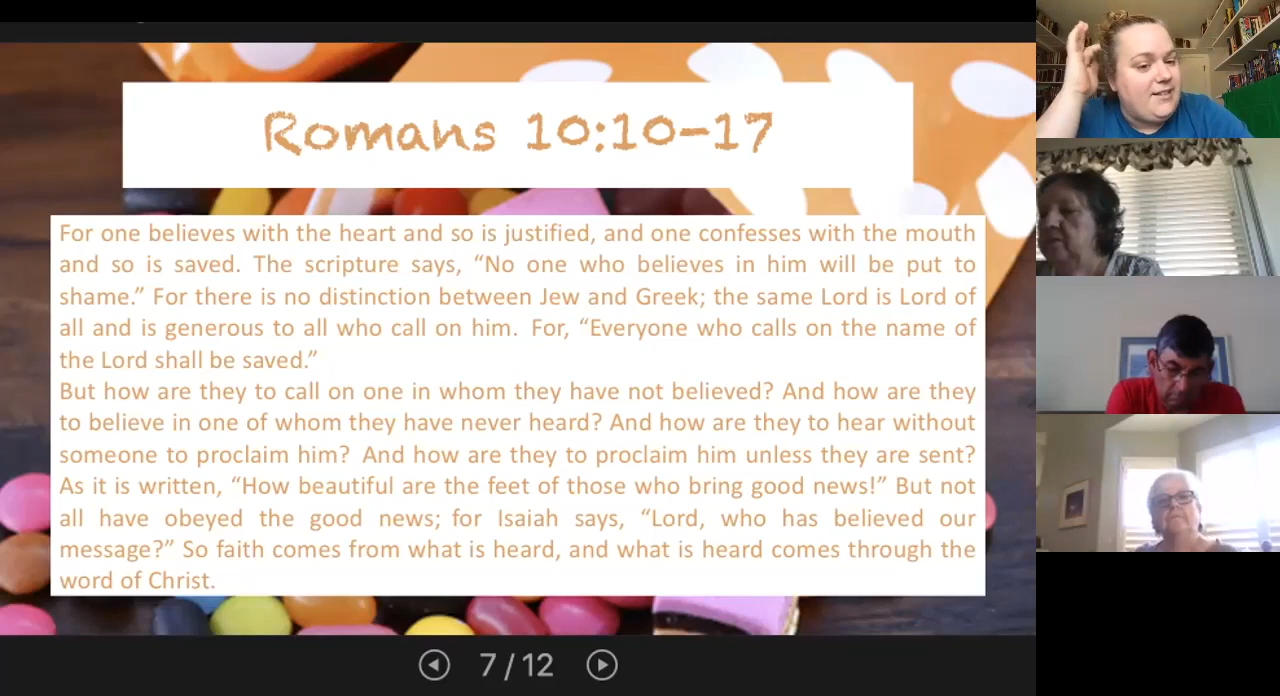 Romans 10:10-17
For one believes with the heart and so is justified, and one confesses with the mouth
and so is saved. The scripture says, “No one who believes in him will be put to
shame.” For there is no distinction between Jew and Greek; the same Lord is Lord of
all and is generous to all who call on him. For, “Everyone who calls on the name of
the Lord shall be saved.”
But how are they to call on one in whom they have not believed? And how are they
to believe in one of whom they have never heard? And how are they to hear without
someone to proclaim him? And how are they to proclaim him unless they are sent?
As it is written, “How beautiful are the feet of those who bring good news!” But not
all have obeyed the good news; for Isaiah says, “Lord, who has believed our
message?” So faith comes from what is heard, and what is heard comes through the
word of Christ.
7 / 12